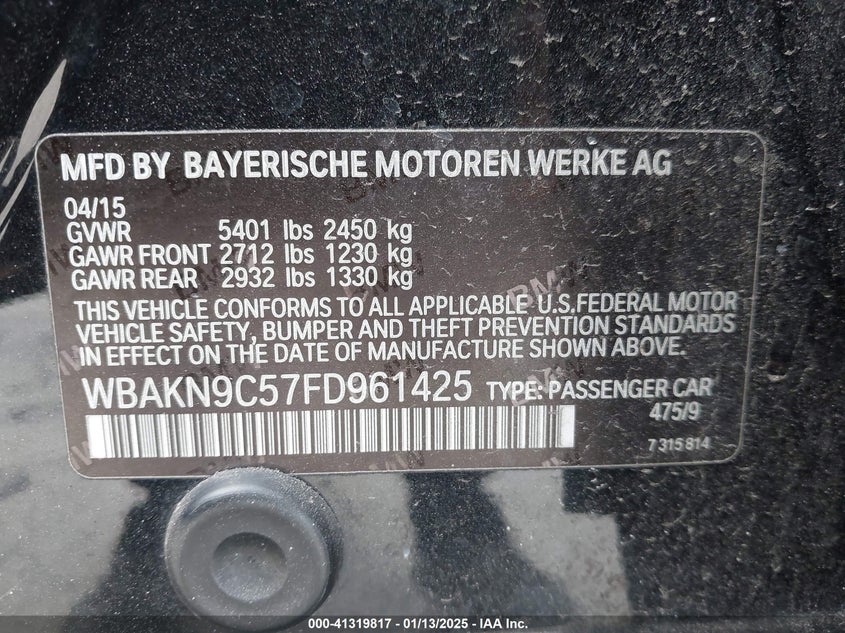 MFD BY BAYERISCHE MOTOREN WERKE AG
04/15
GVWR 5401 lbs 2450 kg
GAWR FRONT 2712 lbs 1230 kg
GAWR REAR 2932 lbs 1330 kg
THIS VEHICLE CONFORMS TO ALL APPLICABLE U.S.FEDERAL MOTOR
VEHICLE SAFETY, BUMPER AND THEFT PREVENTION STANDARDS
IN EFFECT ON THE DATE OF MANUFACTURE SHOWN ABOVE.
WBAKN9C57FD961425 TYPE: PASSENGER CAR
475/9
7 315 814
000-41319817 - 01/13/2025 - IAA Inc.